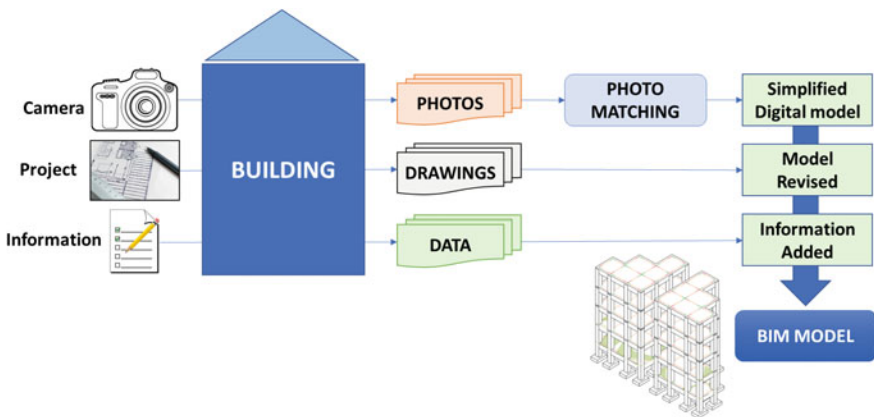 Camera
PHOTOS
PHOTO
MATCHING
Simplified
Digital model
Project
BUILDING
DRAWINGS
Model
Revised
Information
DATA
Information
Added
BIM MODEL